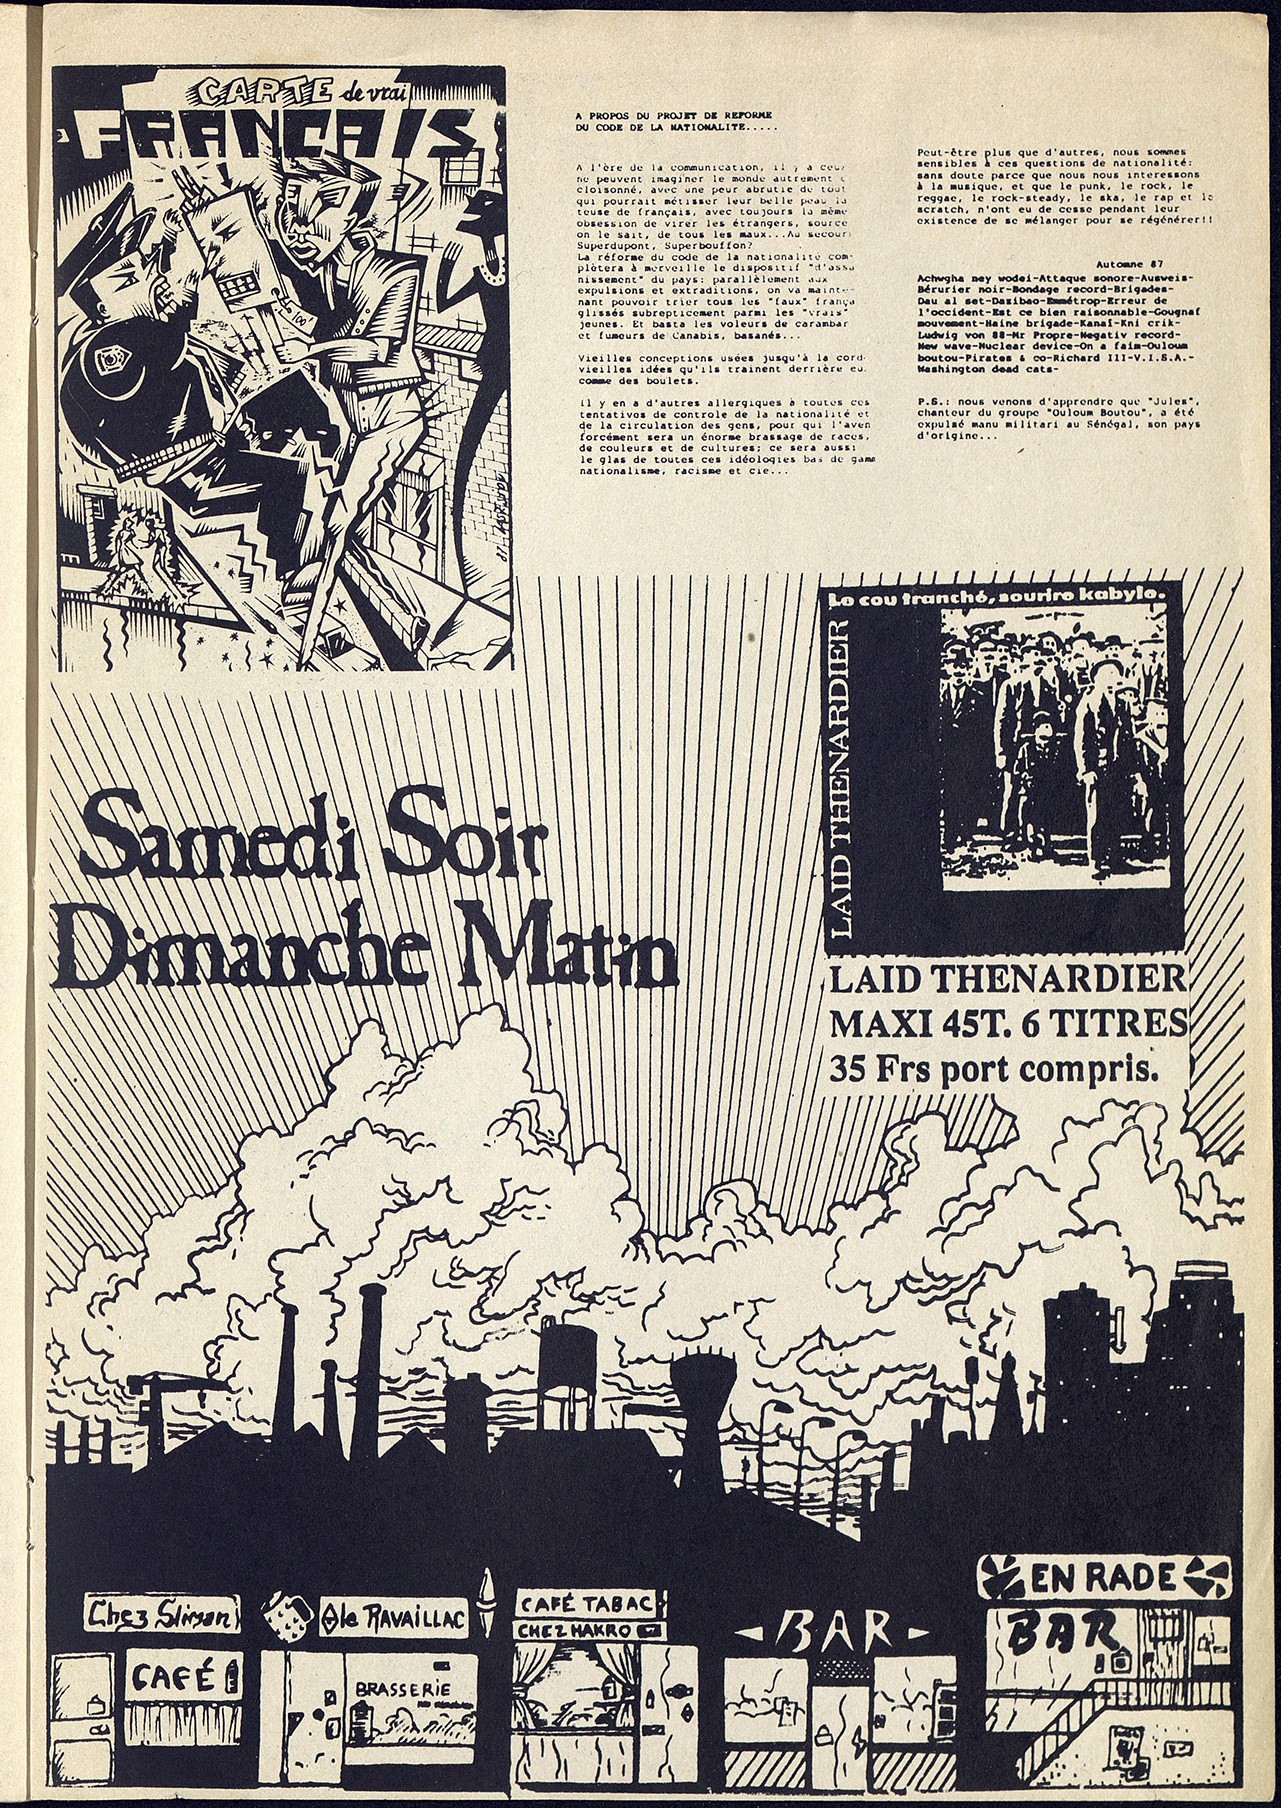 CARTE de vrai
FRANCAIS
100
A PROPOS DU PROJET DE REFORME
DU CODE DE LA NATIONALITE.....
A l'ère de la communication, il y a ceux
ne peuvent imaginer le monde autrement
cloisonné, avec une peur abrutie de tout
qui pourrait métisser leur belle peau
teuse de français, avec toujours la même
obsession de virer les étrangers, source
on le sait, de tous les maux...Au secour
Superdupont, Superbouffon?
La réforme du code de la nationalité com-
plètera à merveille le dispositif "d'assa
nissement" du pays: parallèlement aux
expulsions et extraditions, on va mainte-
nant pouvoir trier tous les "faux" frança
glissés subrepticement parmi les "vrais"
jeunes. Et basta les voleurs de carambar
et fumeurs de Canabis, basanés...
Vieilles conceptions usées jusqu'à la cord-
vieilles idées qu'ils trainent derrière eu
comme des boulets.
Il y en a d'autres allergiques à toutes ces
tentatives de controle de la nationalité et
de la circulation des gens, pour qui l'aven
forcément sera un énorme brassage de races,
de couleurs et de cultures; ce sera aussi
le glas de toutes ces idéologies bas de gamm
nationalisme, racisme et cie...
Peut-être plus que d'autres, nous sommes
sensibles à ces questions de nationalité:
sans doute parce que nous nous interessons
à la musique, et que le punk, le rock, le
reggae, le rock-steady, le ska, le rap et le
scratch, n'ont eu de cesse pendant leur
existence de se mélanger pour se régénérer!!
Automne 87
Achwgha ney wodei-Attaque sonore-Ausweis-
Bérurier noir-Bondage record-Brigades-
Dau al set-Dazibao-Emmétrop-Erreur de
l'occident-Est ce bien raisonnable-Gougnaf
mouvement-Haine brigade-Kanaï-Kni crik-
Ludwig von 88-Mr Propre-Negativ record-
New wave-Nuclear device-On a faim-Ouloum
boutou-Pirates & co-Richard III-V.I.S.A.-
Washington dead cats-
P.S.: nous venons d'apprendre que "Jules",
chanteur du groupe "Ouloum Boutou", a été
expulsé manu militari au Sénégal, son pays
d'origine...
Le cou tranché, sourire kabyle.
LAID THENARDIER
LAID THENARDIER
MAXI 45T. 6 TITRES
35 Frs port compris.
Samedi Soir
Dimanche Matin
EN RADE
BAR
Chez Sliman
CAFÉ
le RAVAILLAC
BRASSERIE
CAFÉ TABAC
CHEZ HAKRO
BAR